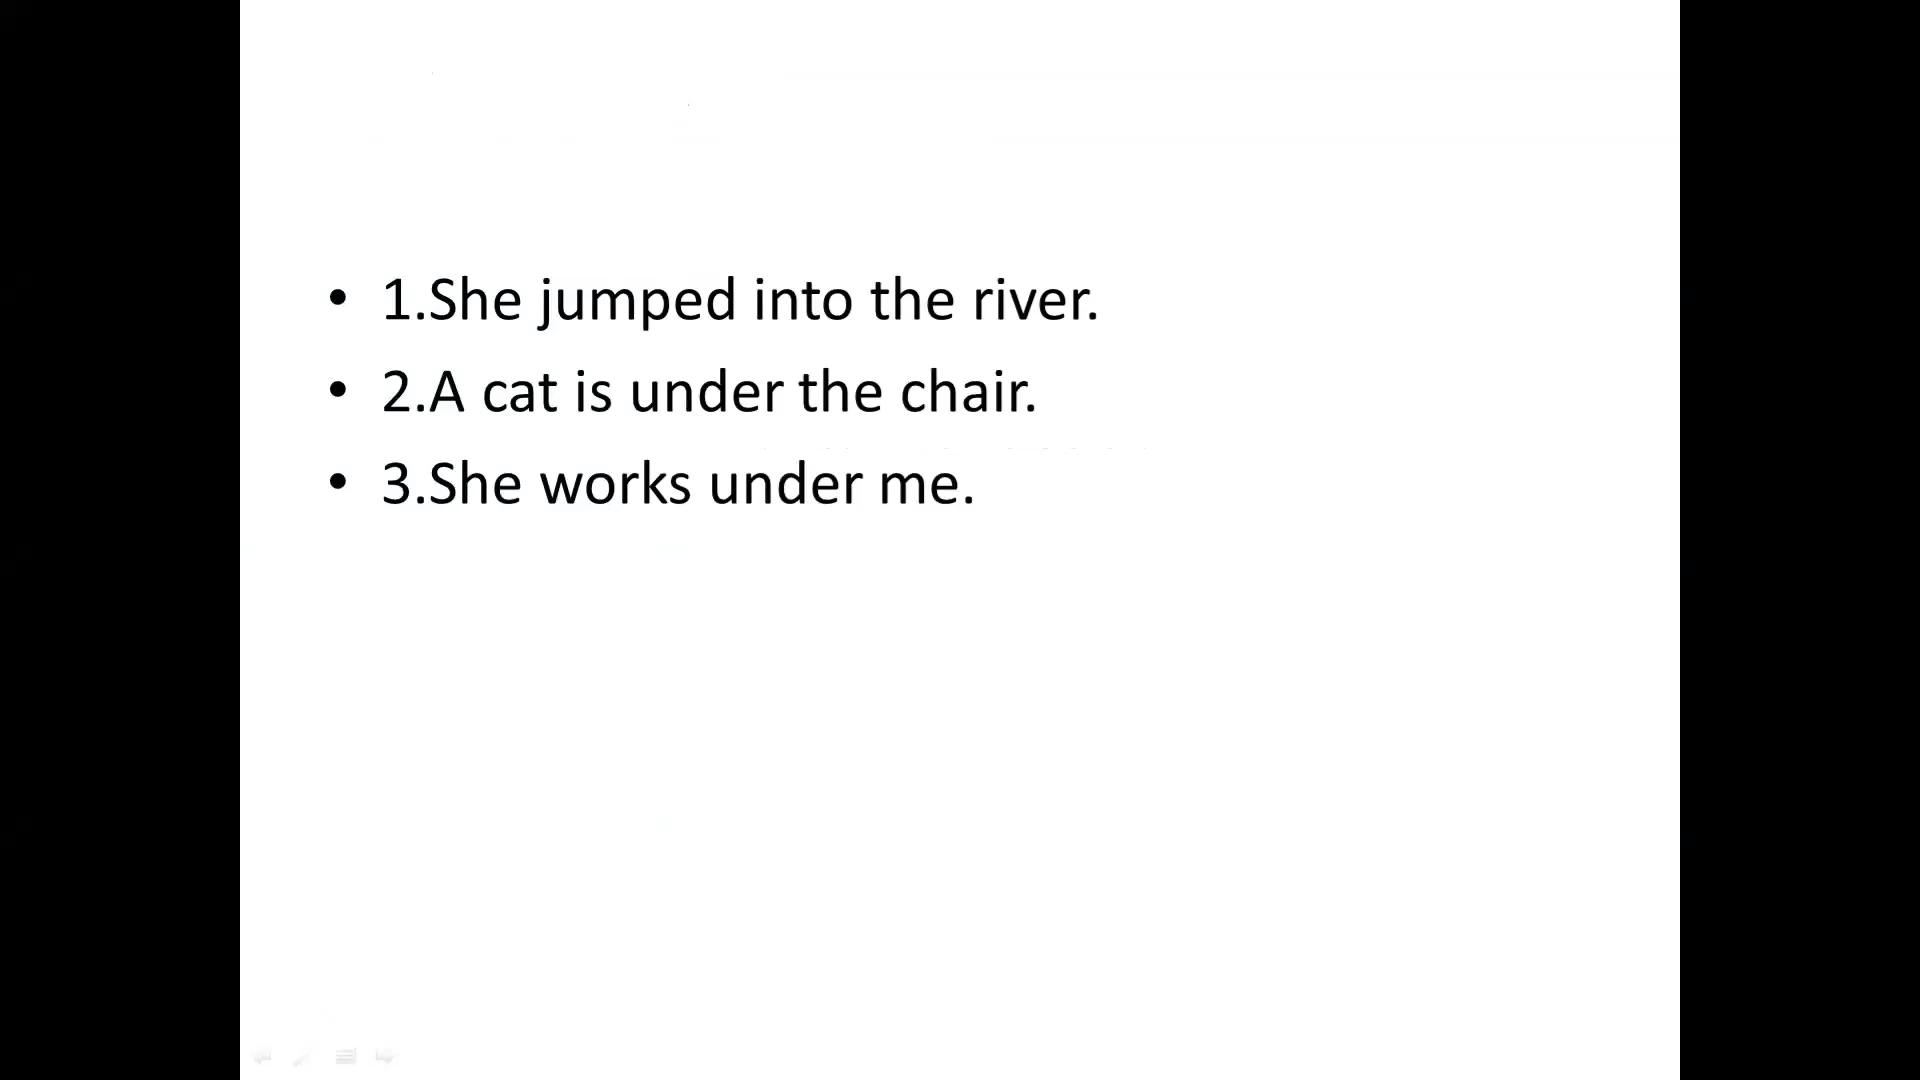 • 1.She jumped into the river.
• 2.A cat is under the chair.
• 3.She works under me.